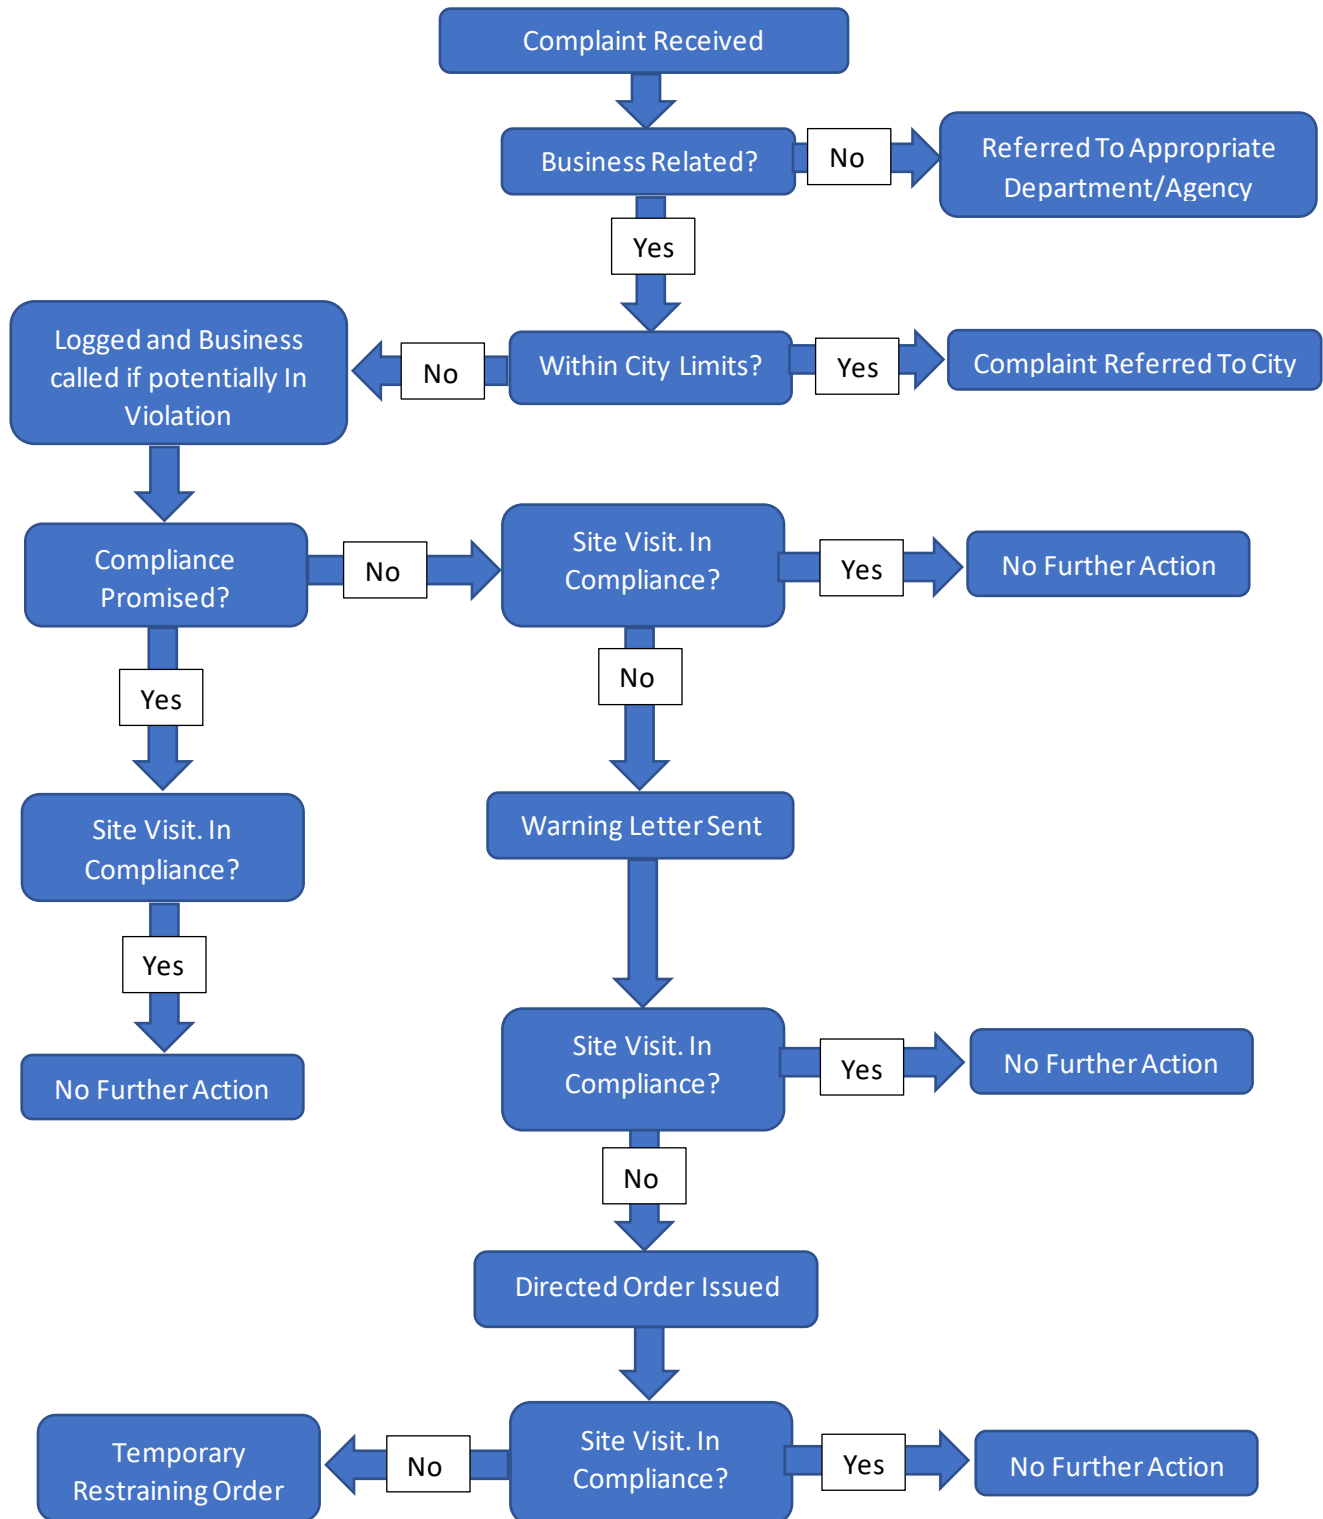 Complaint Received
Business Related?
No
Referred To Appropriate
Department/Agency
Yes
Logged and Business
called if potentially In
Violation
No
Within City Limits?
Yes
Complaint Referred To City
Compliance
Promised?
No
Site Visit. In
Compliance?
Yes
No Further Action
Yes
No
Site Visit. In
Compliance?
Warning Letter Sent
Yes
No Further Action
Site Visit. In
Compliance?
Yes
No Further Action
No
Directed Order Issued
Temporary
Restraining Order
No
Site Visit. In
Compliance?
Yes
No Further Action